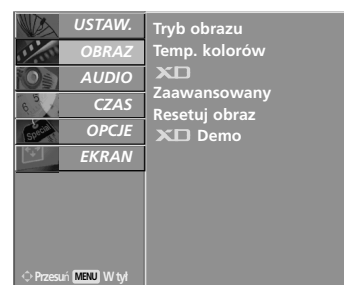 USTAW.
OBRAZ
AUDIO
CZAS
OPCJE
EKRAN
Tryb obrazu
Temp. kolorów
XD
Zaawansowany
Resetuj obraz
XD Demo
Przesuń MENU W tył
Special